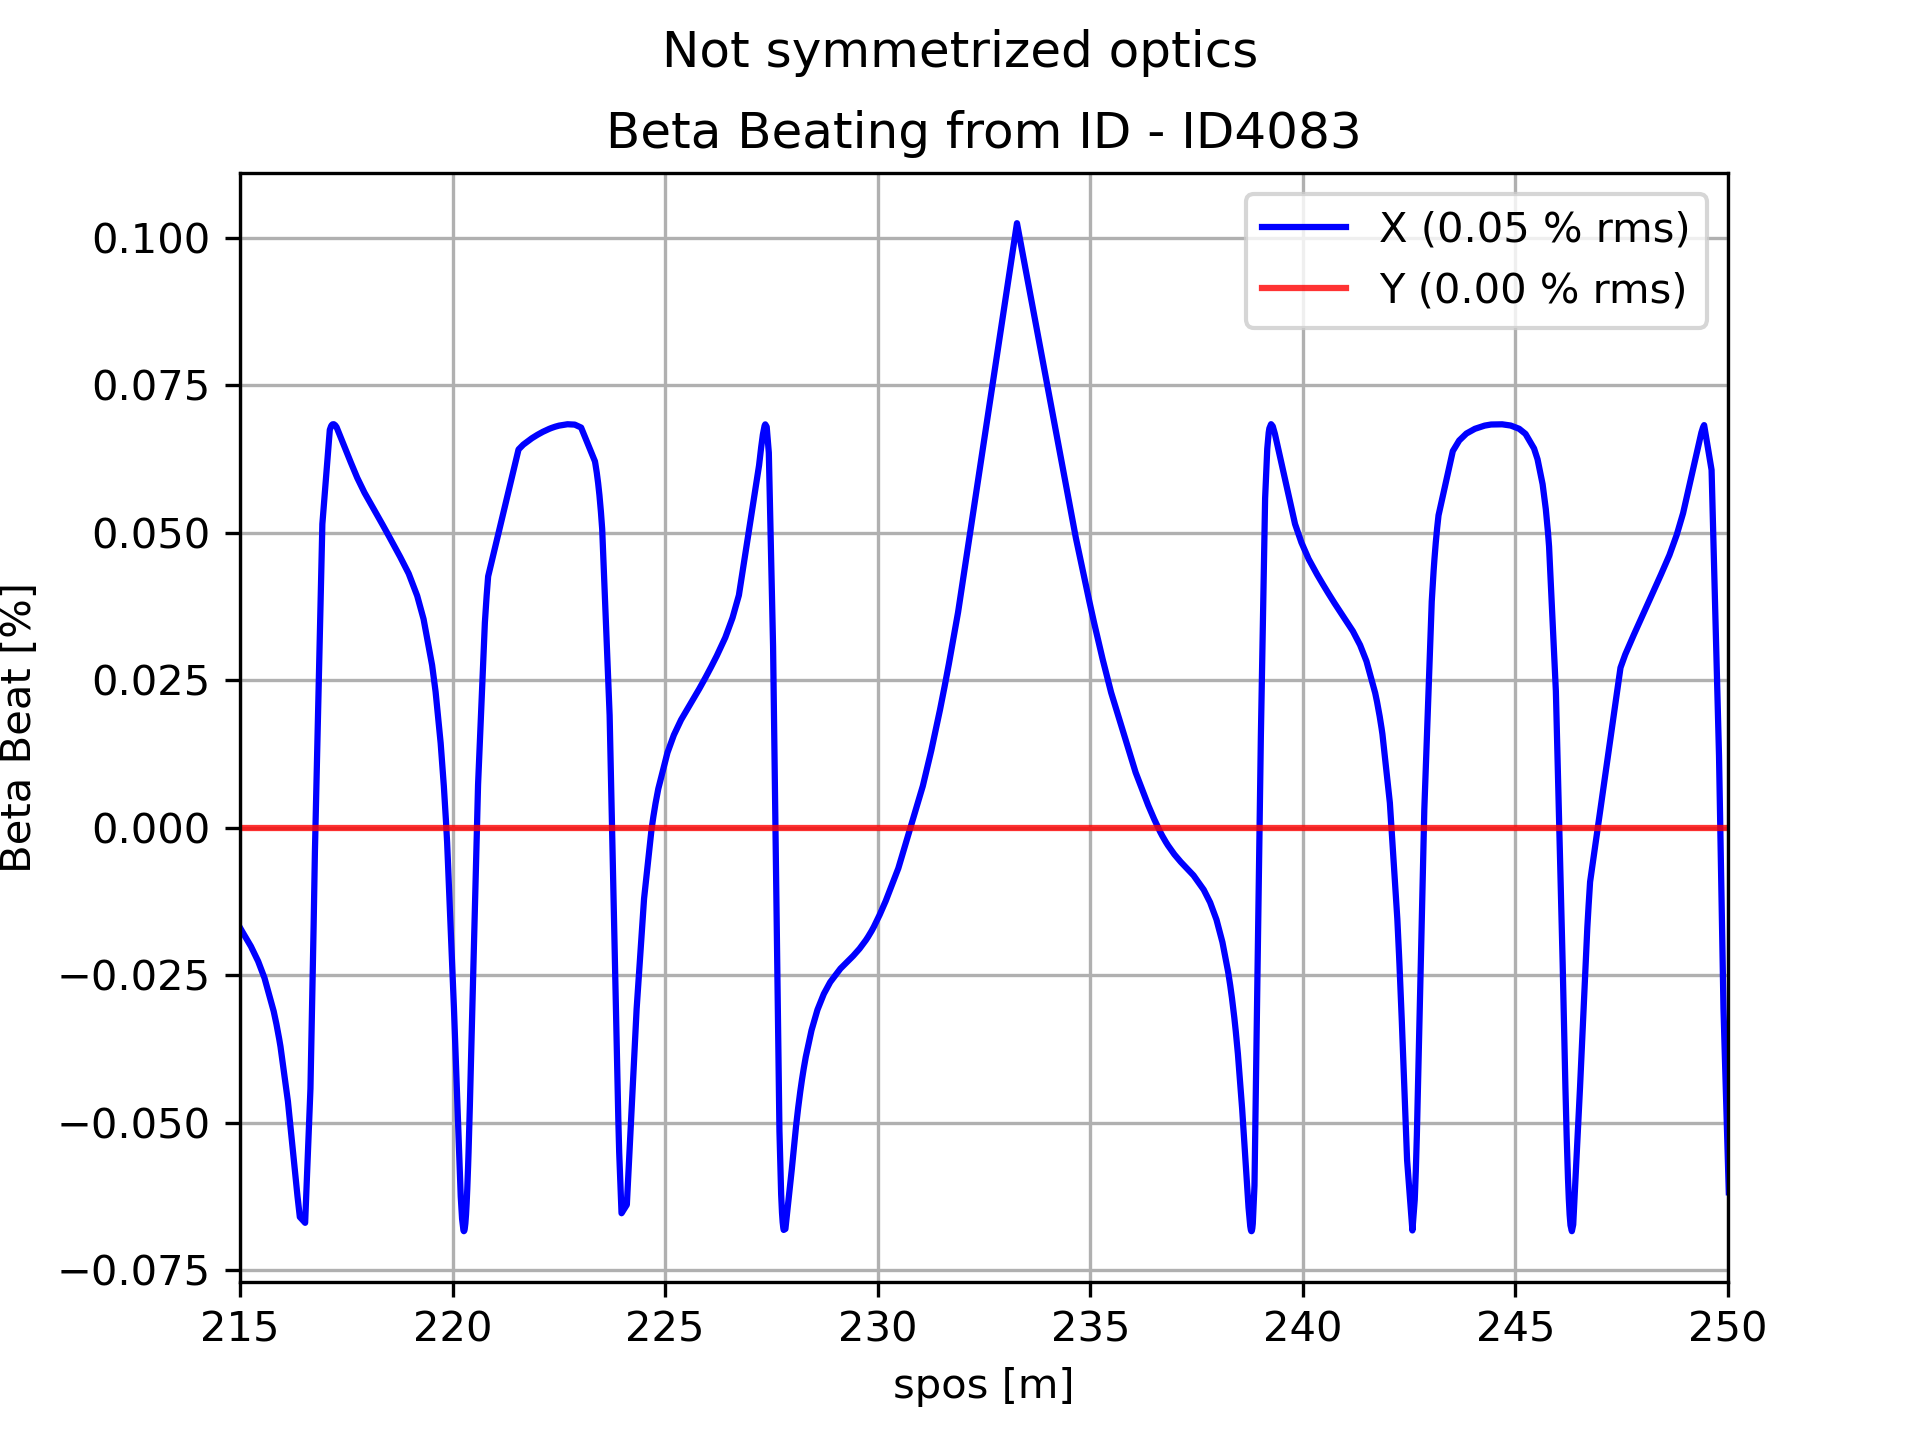 Not symmetrized optics
Beta Beating from ID - ID4083
X (0.05 % rms)
Y (0.00 % rms)
0.100
0.075
0.050
0.025
0.000
−0.025
−0.050
−0.075
Beta Beat [%]
215 220 225 230 235 240 245 250
spos [m]